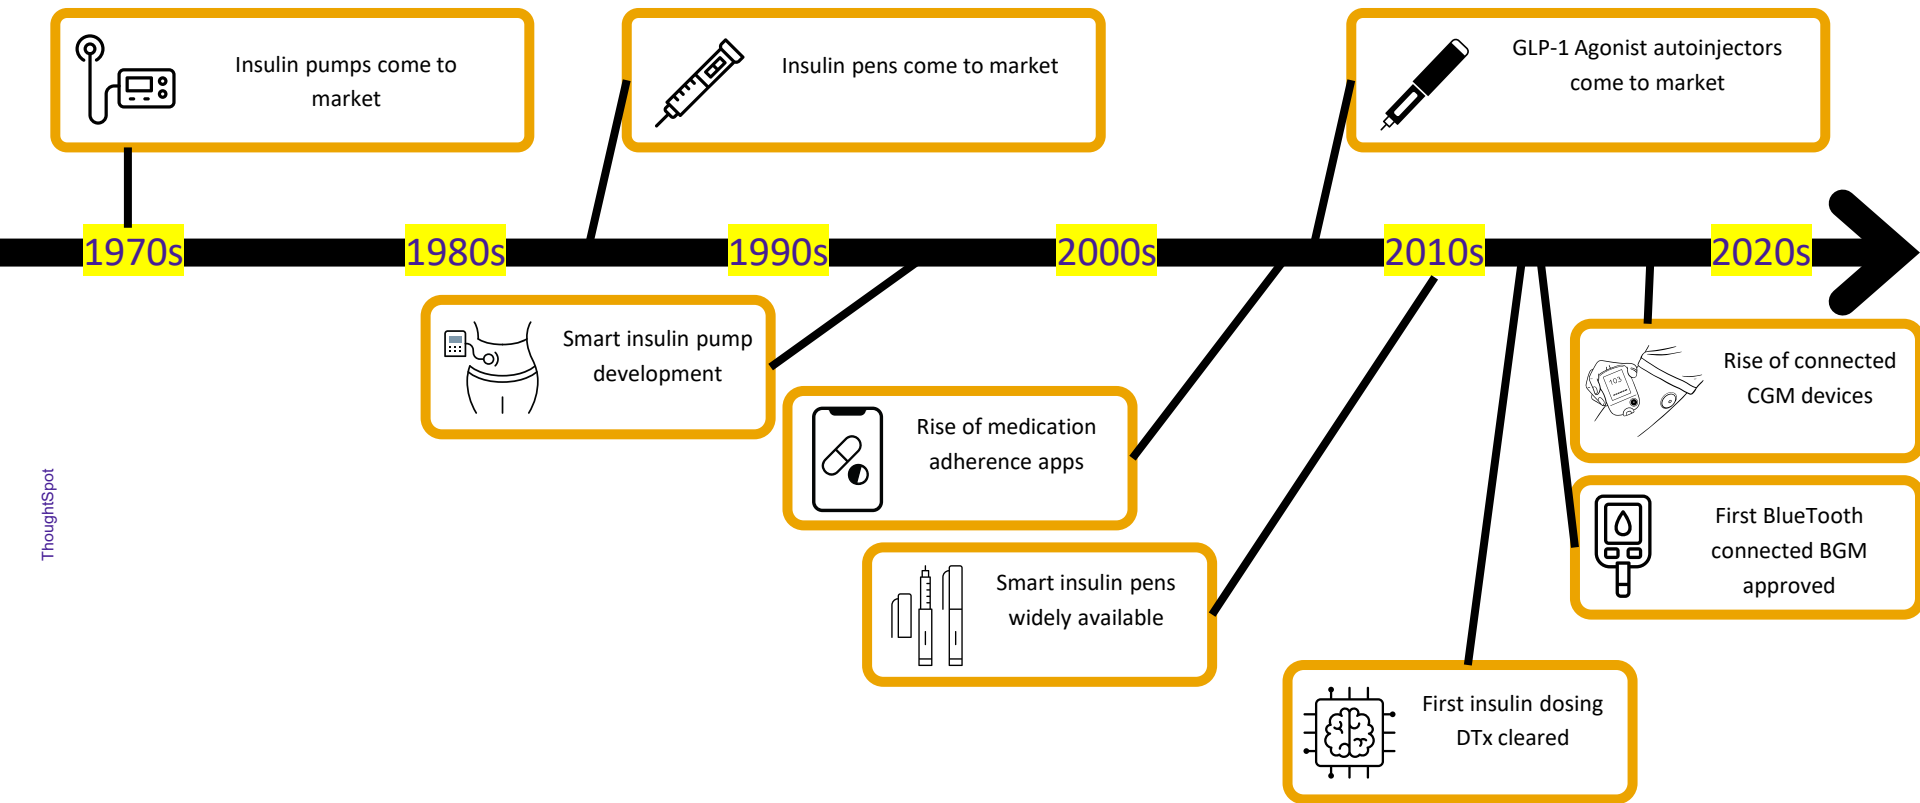 Insulin pumps come to
market
Insulin pens come to market
GLP-1 Agonist autoinjectors
come to market
1970s
1980s
1990s
2000s
2010s
2020s
Smart insulin pump
development
Rise of medication
adherence apps
Smart insulin pens
widely available
First insulin dosing
DTx cleared
Rise of connected
CGM devices
103
First BlueTooth
connected BGM
approved
ThoughtSpot